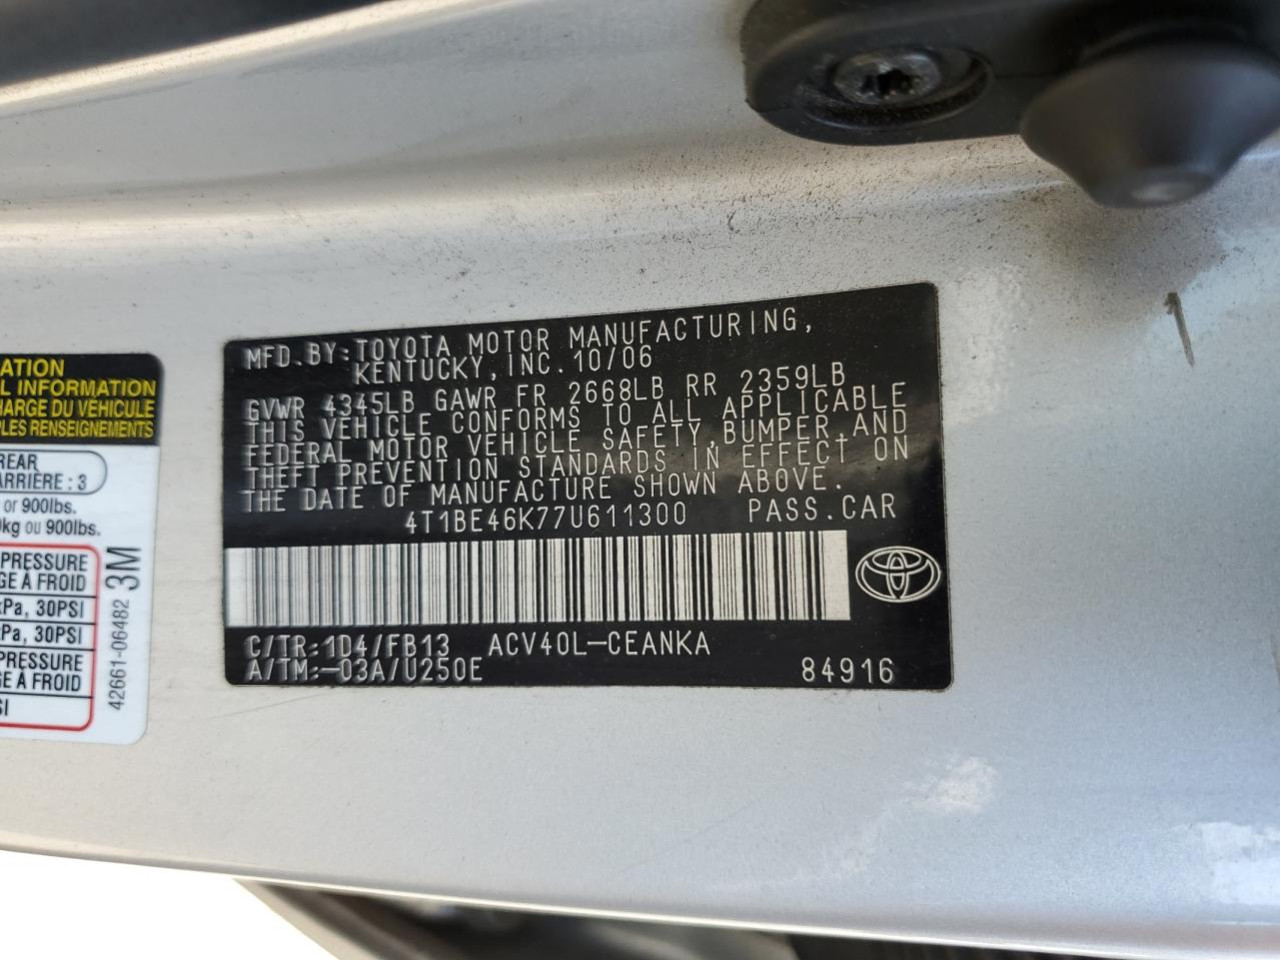 ATION
L INFORMATION
HARGE DU VÉHICULE
LES RENSEIGNEMENTS
REAR
ARRIÈRE : 3
or 900lbs.
kg ou 900lbs.
PRESSURE
GE À FROID
kPa, 30PSI
kPa, 30PSI
PRESSURE
GE À FROID
SI
42661-06482 3M
MFD. BY: TOYOTA MOTOR MANUFACTURING,
KENTUCKY, INC. 10/06
GVWR 4345LB GAWR FR 2668LB RR 2359LB
THIS VEHICLE CONFORMS TO ALL APPLICABLE
FEDERAL MOTOR VEHICLE SAFETY, BUMPER, AND
THEFT PREVENTION STANDARDS IN EFFECT ON
THE DATE OF MANUFACTURE SHOWN ABOVE.
4T1BE46K77U611300 PASS. CAR
C/TR: 1D4/FB13 ACV40L-CEANKA
A/TM: -03A/U250E 84916
1